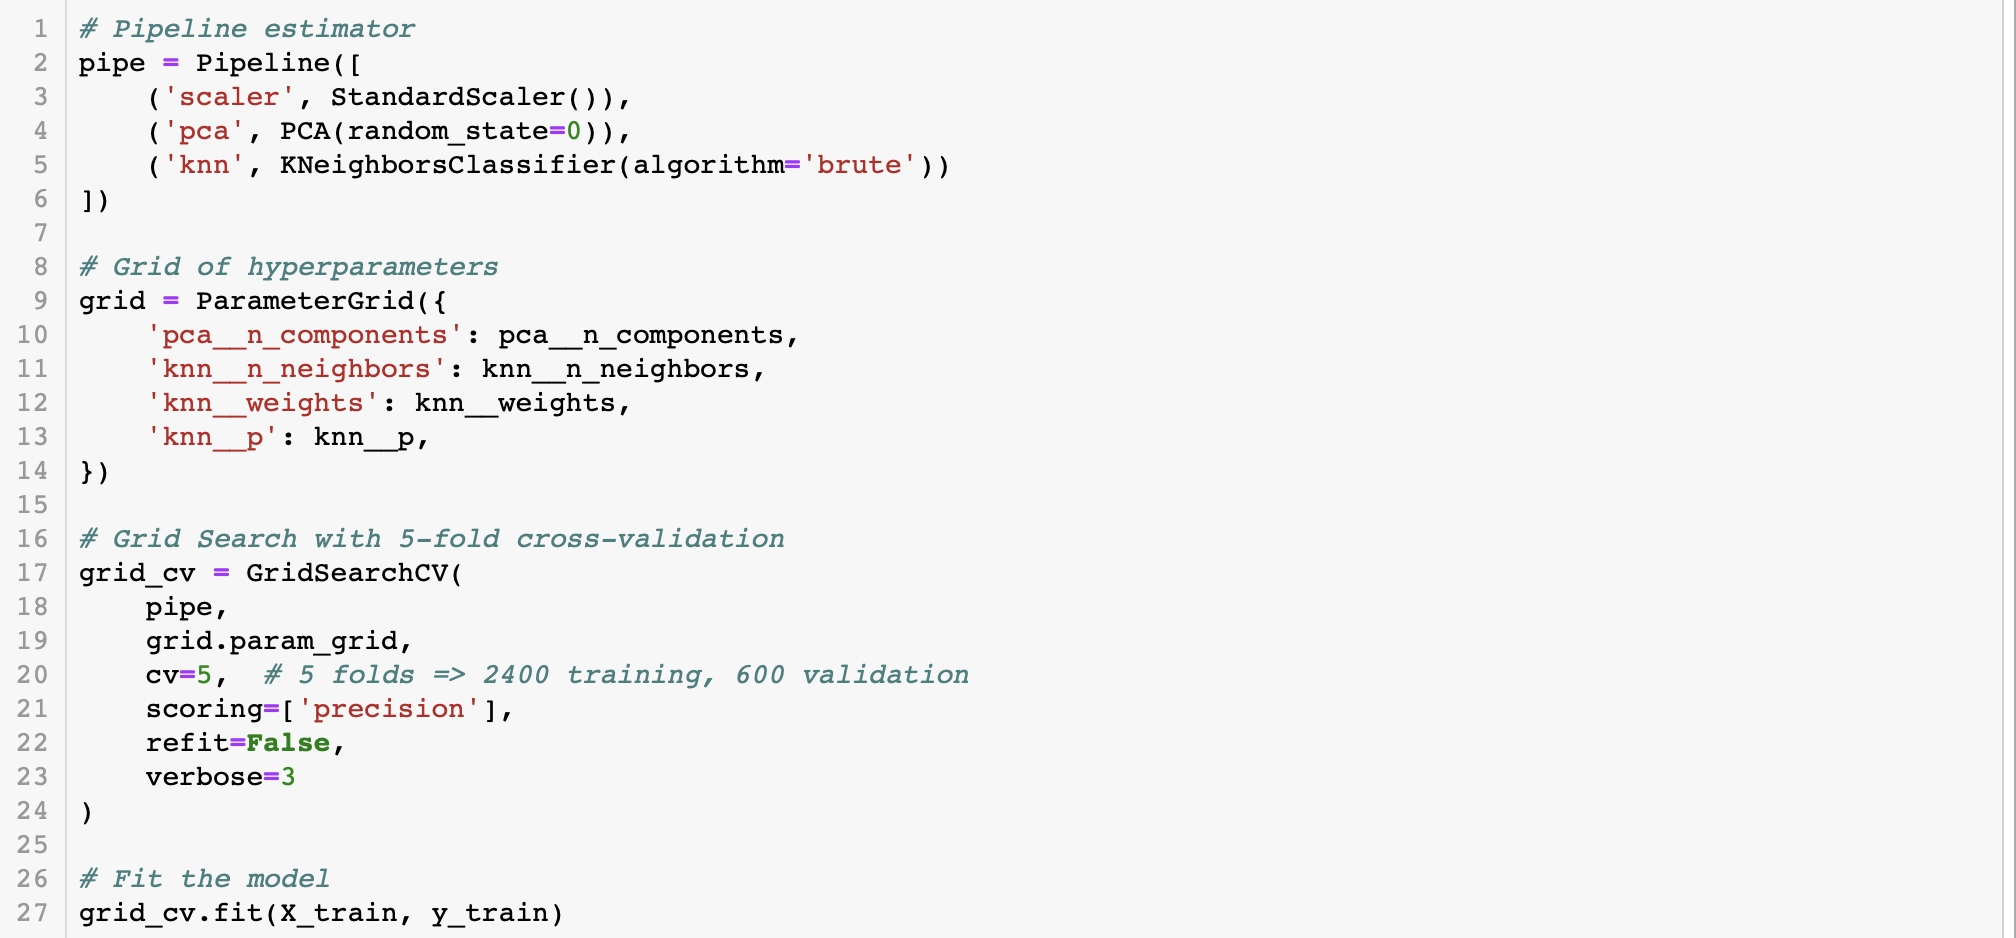 1 # Pipeline estimator
2 pipe = Pipeline([
3     ('scaler', StandardScaler()),
4     ('pca', PCA(random_state=0)),
5     ('knn', KNeighborsClassifier(algorithm='brute'))
6 ])
7
8 # Grid of hyperparameters
9 grid = ParameterGrid({
10     'pca__n_components': pca__n_components,
11     'knn__n_neighbors': knn__n_neighbors,
12     'knn__weights': knn__weights,
13     'knn__p': knn__p,
14 })
15
16 # Grid Search with 5-fold cross-validation
17 grid_cv = GridSearchCV(
18     pipe,
19     grid.param_grid,
20     cv=5,  # 5 folds => 2400 training, 600 validation
21     scoring=['precision'],
22     refit=False,
23     verbose=3
24 )
25
26 # Fit the model
27 grid_cv.fit(X_train, y_train)